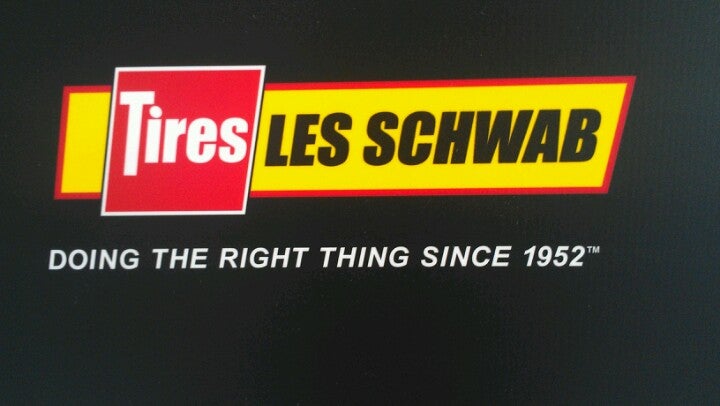 Tires LES SCHWAB
DOING THE RIGHT THING SINCE 1952™